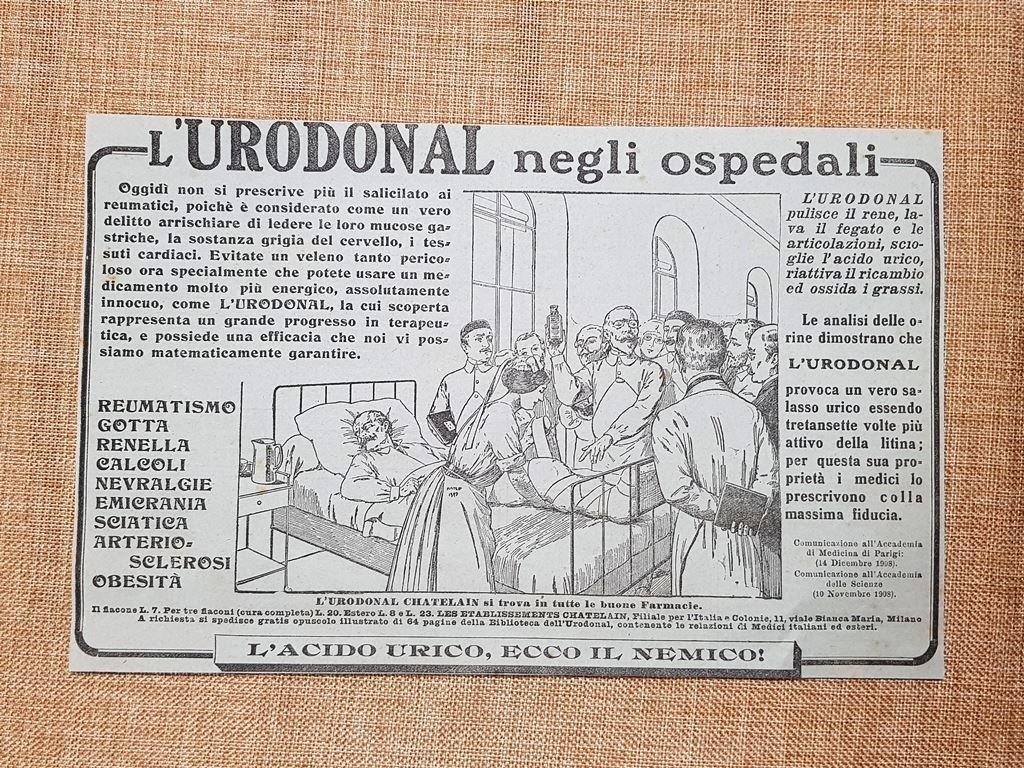 L'URODONAL negli ospedali
Oggidì non si prescrive più il salicilato ai
reumatici, poichè è considerato come un vero
delitto arrischiare di ledere le loro mucose ga-
striche, la sostanza grigia del cervello, i tes-
suti cardiaci. Evitate un veleno tanto perico-
loso ora specialmente che potete usare un me-
dicamento molto più energico, assolutamente
innocuo, come L'URODONAL, la cui scoperta
rappresenta un grande progresso in terapeu-
tica, e possiede una efficacia che noi vi pos-
siamo matematicamente garantire.
REUMATISMO
GOTTA
RENELLA
CALCOLI
NEVRALGIE
EMICRANIA
SCIATICA
ARTERIO-
SCLEROSI
OBESITÀ
L'URODONAL
pulisce il rene, la-
va il fegato e le
articolazioni, scio-
glie l'acido urico,
riattiva il ricambio
ed ossida i grassi.
Le analisi delle o-
rine dimostrano che
L'URODONAL
provoca un vero sa-
lasso urico essendo
tretansette volte più
attivo della litina;
per questa sua pro-
prietà i medici lo
prescrivono colla
massima fiducia.
Comunicazione all'Accademia
di Medicina di Parigi:
(14 Dicembre 1908).
Comunicazione all'Accademia
delle Scienze
(10 Novembre 1908).
L'URODONAL CHATELAIN si trova in tutte le buone Farmacie.
Il flacone L. 7. Per tre flaconi (cura completa) L. 20. Estero L. 8 e L. 23. LES ETABLISSEMENTS CHATELAIN, Filiale per l'Italia e Colonie, 11, viale Bianca Maria, Milano
A richiesta si spedisce gratis opuscolo illustrato di 64 pagine della Biblioteca dell'Urodonal, contenente le relazioni di Medici italiani ed esteri.
L'ACIDO URICO, ECCO IL NEMICO!